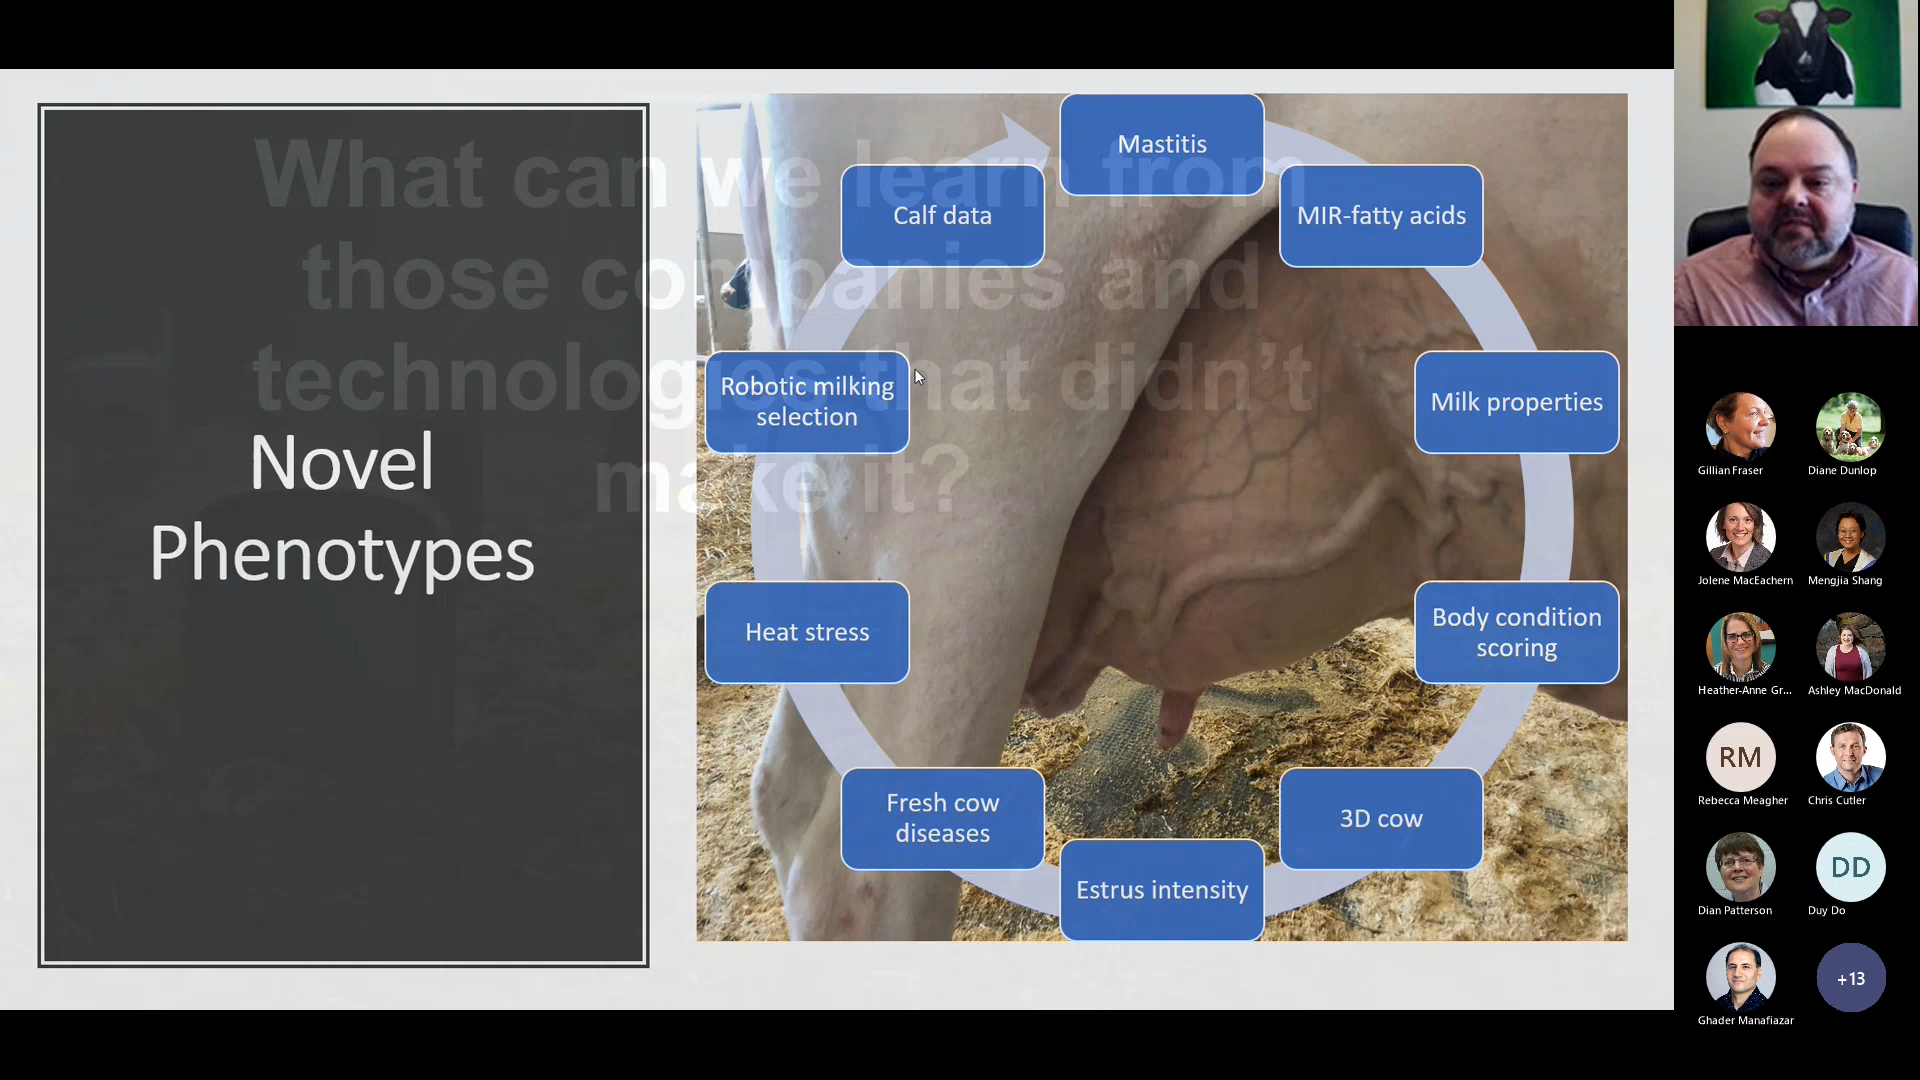 What can we learn from
those companies and
technologies that didn't
make it?
Novel
Phenotypes
Mastitis
MIR-fatty acids
Milk properties
Body condition
scoring
3D cow
Estrus intensity
Fresh cow
diseases
Heat stress
Robotic milking
selection
Calf data
Gillian Fraser
Diane Dunlop
Jolene MacEachern
Mengjia Shang
Heather-Anne Gr...
Ashley MacDonald
RM
Rebecca Meagher
Chris Cutler
Dian Patterson
DD
Duy Do
Ghader Manafiazar
+13